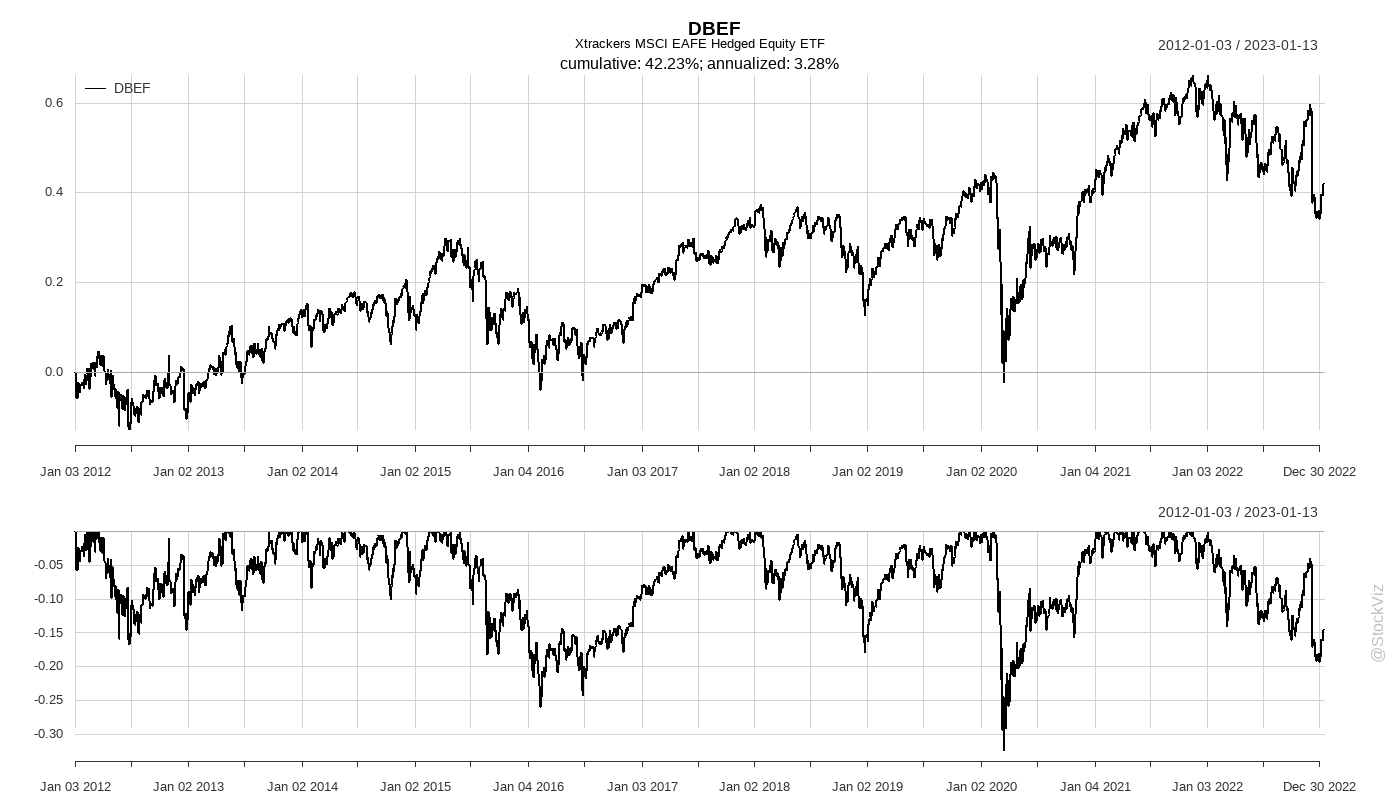 DBEF
Xtrackers MSCI EAFE Hedged Equity ETF
cumulative: 42.23%; annualized: 3.28%
2012-01-03 / 2023-01-13
DBEF
0.6
0.4
0.2
0.0
Jan 03 2012 Jan 02 2013 Jan 02 2014 Jan 02 2015 Jan 04 2016 Jan 03 2017 Jan 02 2018 Jan 02 2019 Jan 02 2020 Jan 04 2021 Jan 03 2022 Dec 30 2022
2012-01-03 / 2023-01-13
-0.05
-0.10
-0.15
-0.20
-0.25
-0.30
Jan 03 2012 Jan 02 2013 Jan 02 2014 Jan 02 2015 Jan 04 2016 Jan 03 2017 Jan 02 2018 Jan 02 2019 Jan 02 2020 Jan 04 2021 Jan 03 2022 Dec 30 2022
@StockViz